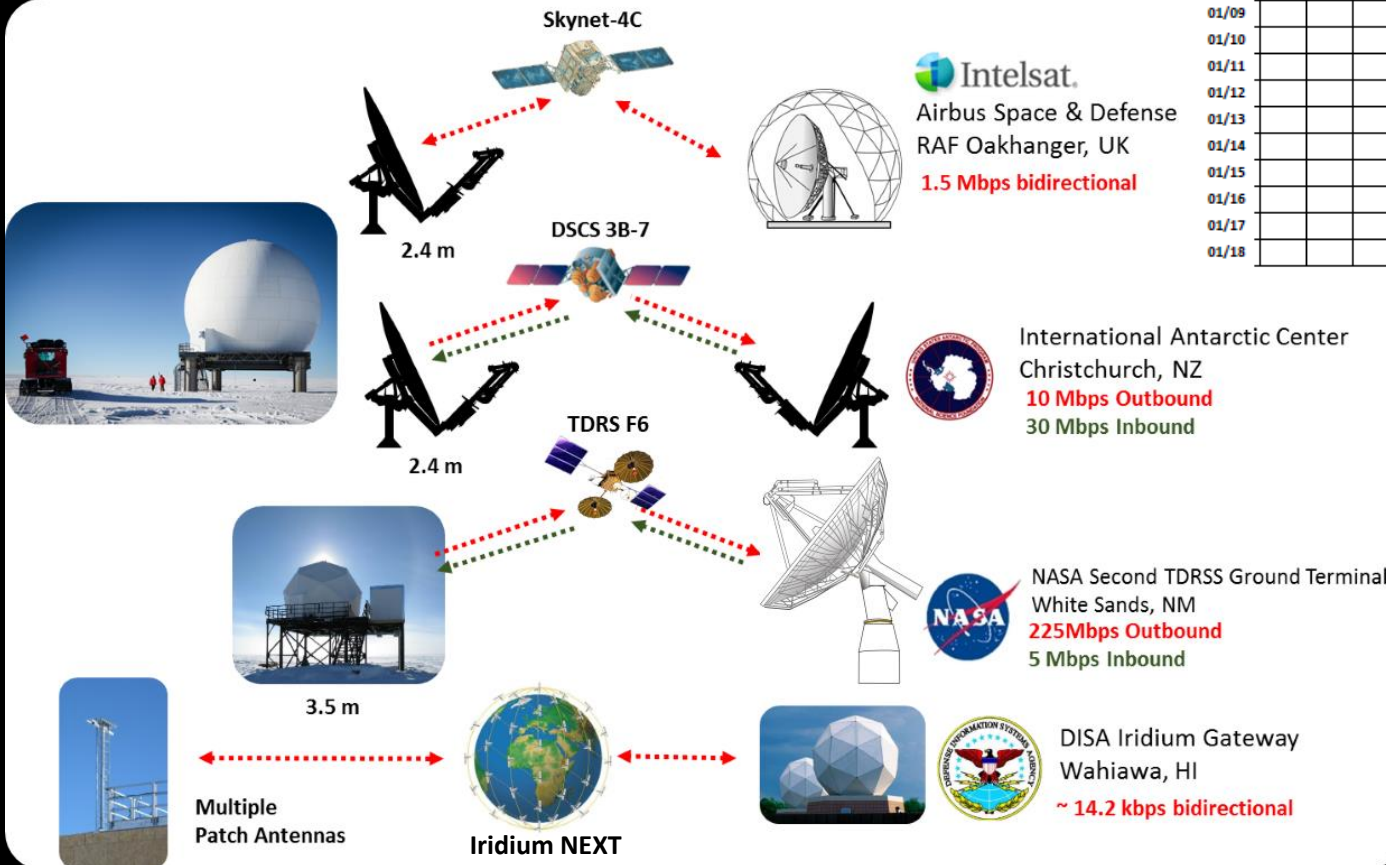 Skynet-4C
Intelsat.
Airbus Space & Defense
RAF Oakhanger, UK
1.5 Mbps bidirectional
01/09
01/10
01/11
01/12
01/13
01/14
01/15
01/16
01/17
01/18
2.4 m
DSCS 3B-7
International Antarctic Center
Christchurch, NZ
10 Mbps Outbound
30 Mbps Inbound
2.4 m
TDRS F6
NASA
NASA Second TDRSS Ground Terminal
White Sands, NM
225Mbps Outbound
5 Mbps Inbound
3.5 m
Multiple
Patch Antennas
Iridium NEXT
DEFENSE INFORMATION SYSTEMS AGENCY
DISA Iridium Gateway
Wahiawa, HI
~ 14.2 kbps bidirectional